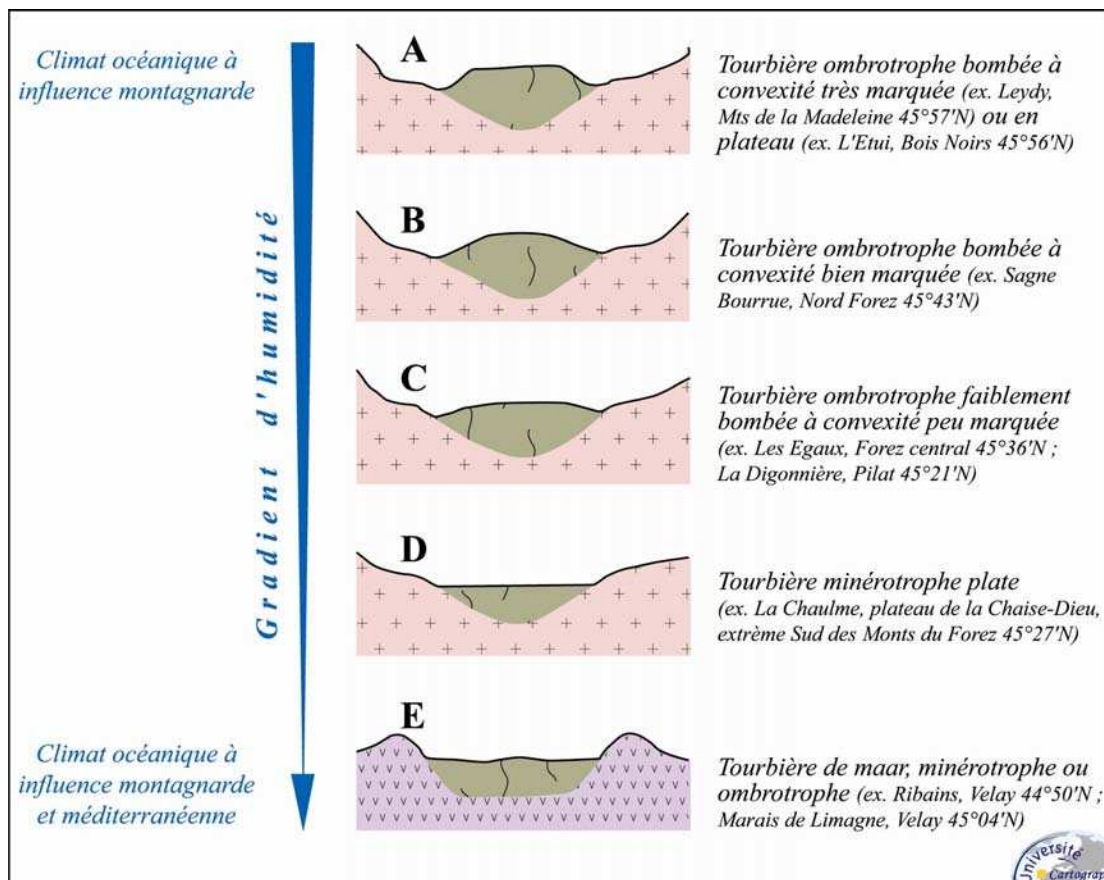 Climat océanique à
influence montagnarde
Gradient d'humidité
Climat océanique à
influence montagnarde
et méditerranéenne
A
Tourbière ombrotrophe bombée à
convexité très marquée (ex. Leydy,
Mts de la Madeleine 45°57'N) ou en
plateau (ex. L'Etui, Bois Noirs 45°56'N)
B
Tourbière ombrotrophe bombée à
convexité bien marquée (ex. Sagne
Bourrue, Nord Forez 45°43'N)
C
Tourbière ombrotrophe faiblement
bombée à convexité peu marquée
(ex. Les Egaux, Forez central 45°36'N ;
La Digonnière, Pilat 45°21'N)
D
Tourbière minérotrophe plate
(ex. La Chaulme, plateau de la Chaise-Dieu,
extrême Sud des Monts du Forez 45°27'N)
E
Tourbière de maar, minérotrophe ou
ombrotrophe (ex. Ribains, Velay 44°50'N ;
Marais de Limagne, Velay 45°04'N)
Université